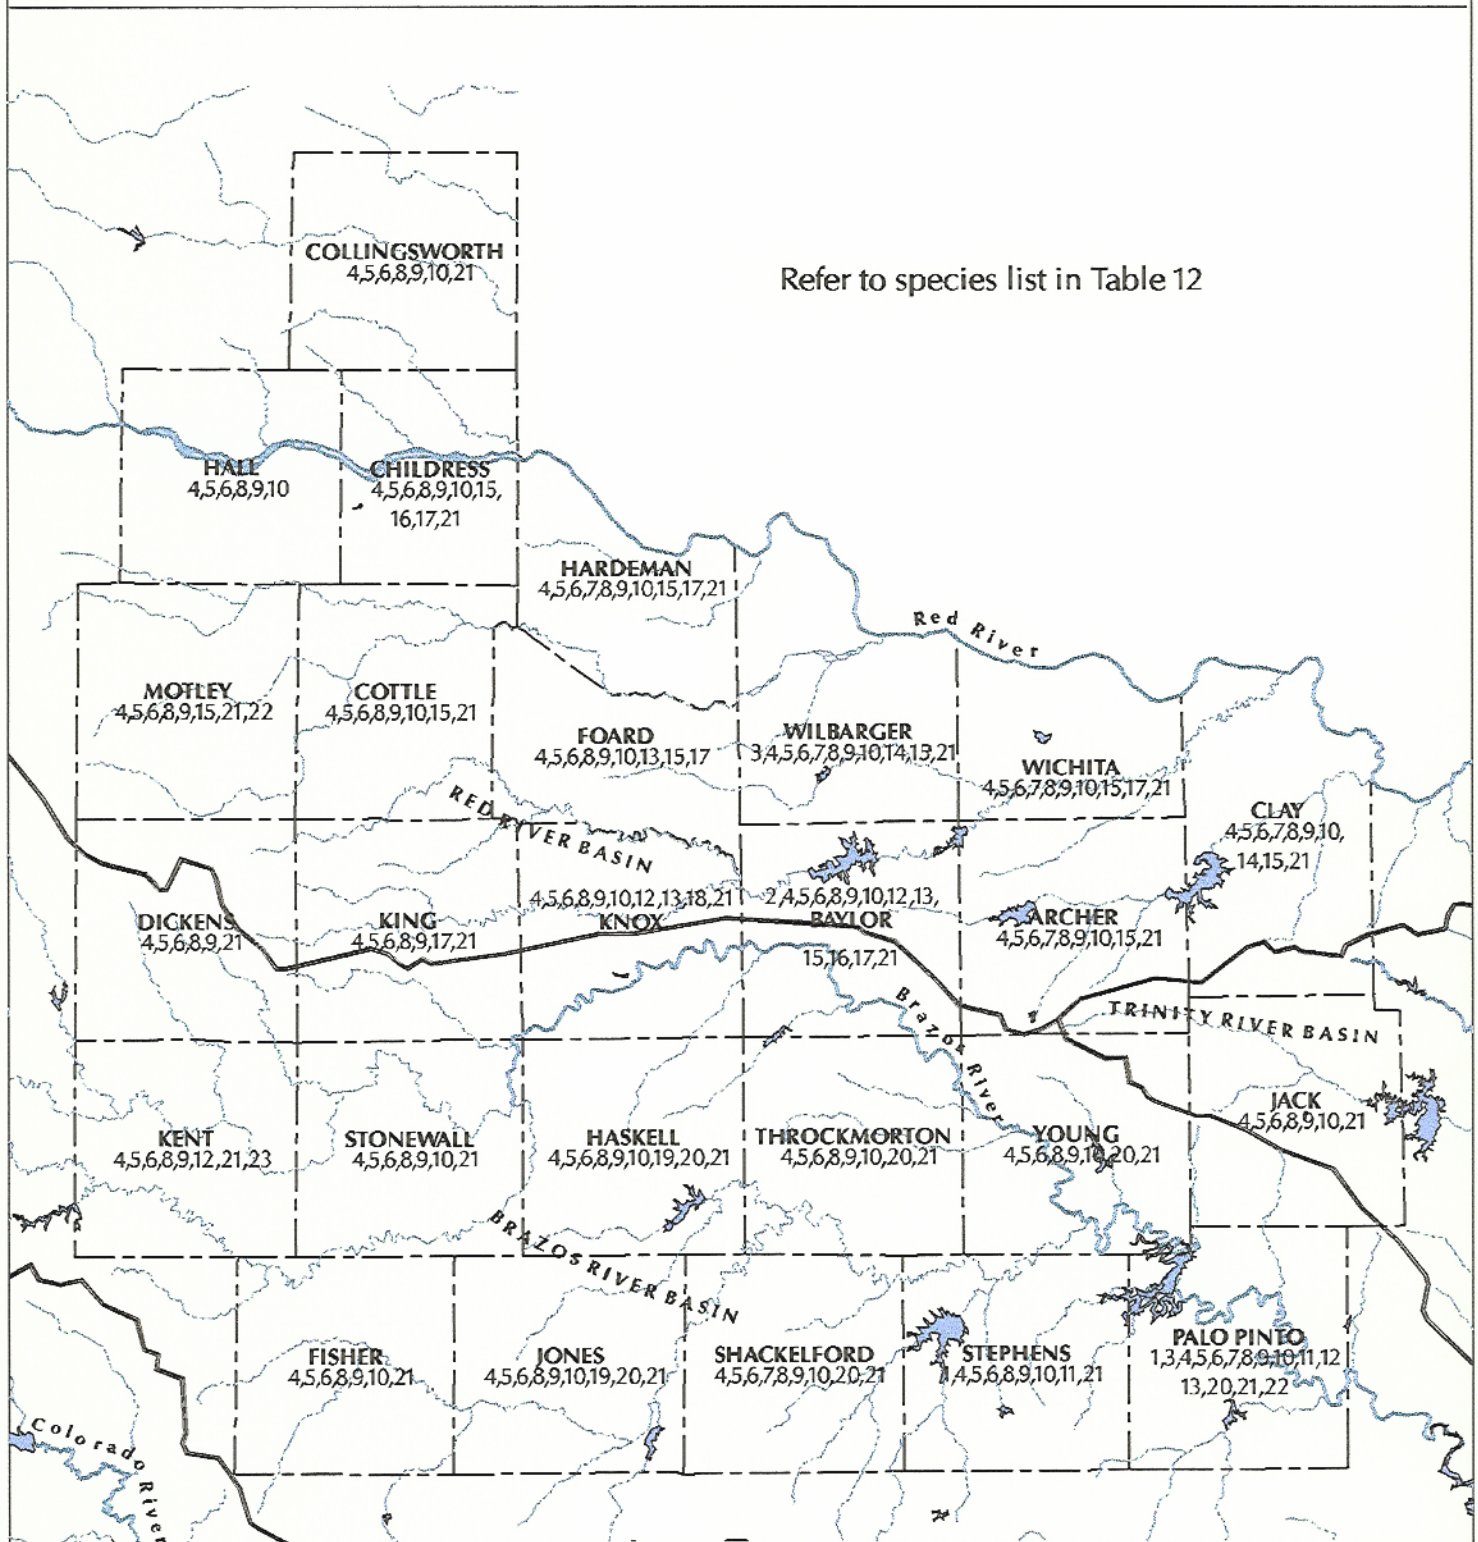 COLLINGSWORTH
4,5,6,8,9,10,21
Refer to species list in Table 12
HALL
4,5,6,8,9,10
CHILDRESS
4,5,6,8,9,10,15,
16,17,21
HARDEMAN
4,5,6,7,8,9,10,15,17,21
Red River
MOTLEY
4,5,6,8,9,15,21,22
COTTLE
4,5,6,8,9,10,15,21
FOARD
4,5,6,8,9,10,13,15,17
WILBARGER
3,4,5,6,7,8,9,10,14,15,21
WICHITA
4,5,6,7,8,9,10,15,17,21
CLAY
4,5,6,7,8,9,10,
14,15,21
RED RIVER BASIN
DICKENS
4,5,6,8,9,21
KING
4,5,6,8,9,17,21
4,5,6,8,9,10,12,13,18,21
KNOX
2,4,5,6,8,9,10,12,13,
BAYLOR
15,16,17,21
ARCHER
4,5,6,7,8,9,10,15,21
Brazos River
TRINITY RIVER BASIN
JACK
4,5,6,8,9,10,21
KENT
4,5,6,8,9,12,21,23
STONEWALL
4,5,6,8,9,10,21
HASKELL
4,5,6,8,9,10,19,20,21
THROCKMORTON
4,5,6,8,9,10,20,21
YOUNG
4,5,6,8,9,10,20,21
BRAZOS RIVER BASIN
FISHER
4,5,6,8,9,10,21
JONES
4,5,6,8,9,10,19,20,21
SHACKELFORD
4,5,6,7,8,9,10,20,21
STEPHENS
1,4,5,6,8,9,10,11,21
PALO PINTO
1,3,4,5,6,7,8,9,10,11,12
13,20,21,22
Colorado River